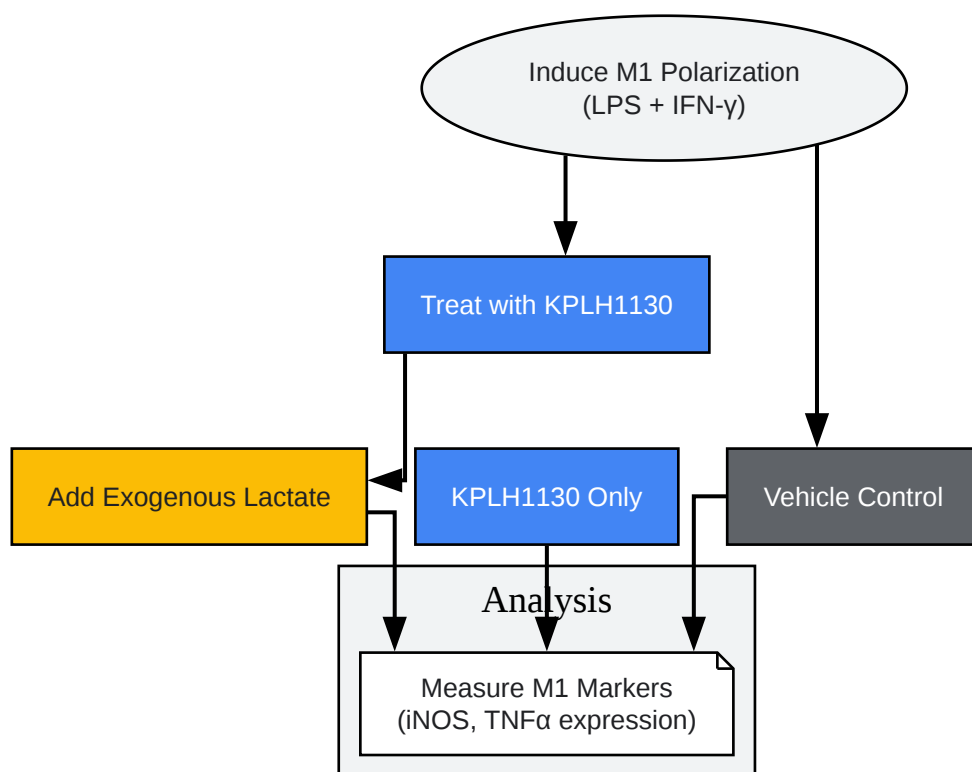 Induce M1 Polarization
(LPS + IFN-γ)
Treat with KPLH1130
Add Exogenous Lactate
KPLH1130 Only
Vehicle Control
Analysis
Measure M1 Markers
(iNOS, TNFα expression)